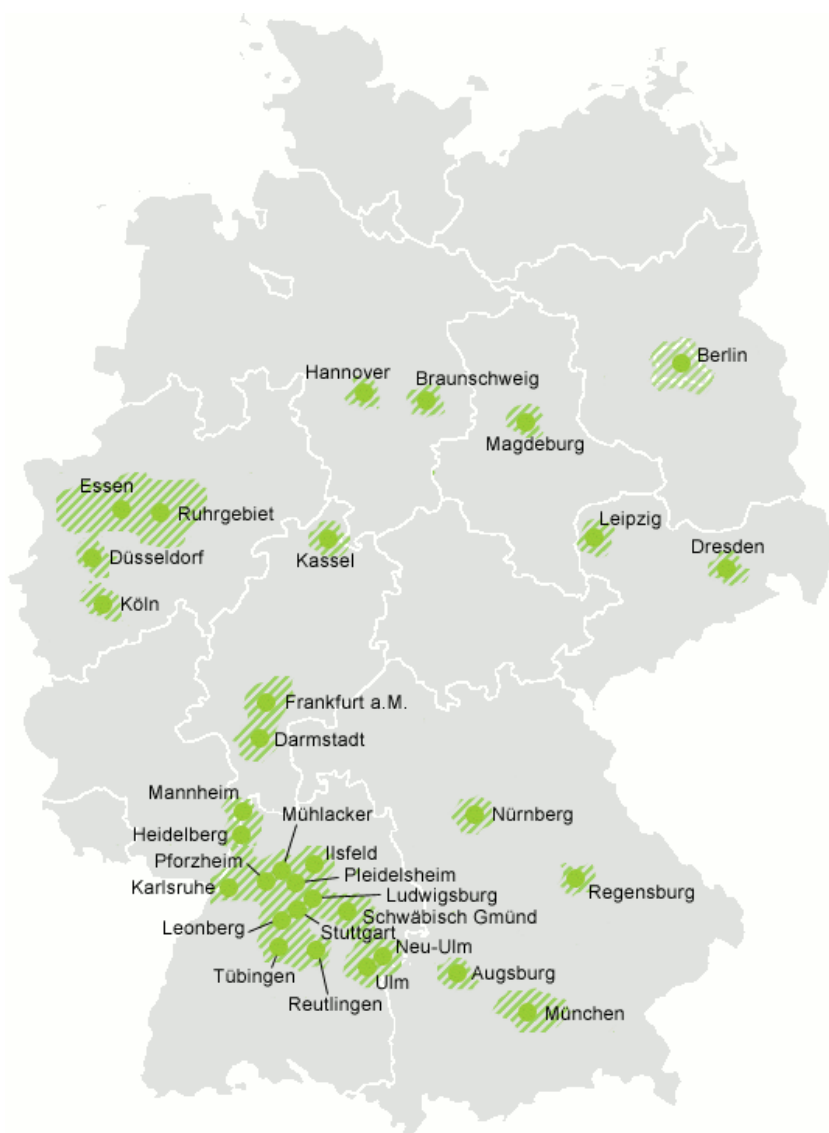 Berlin
Hannover
Braunschweig
Magdeburg
Essen
Ruhrgebiet
Leipzig
Düsseldorf
Kassel
Dresden
Köln
Frankfurt a.M.
Darmstadt
Mannheim
Mühlacker
Nürnberg
Heidelberg
Ilsfeld
Pforzheim
Pleidelsheim
Karlsruhe
Ludwigsburg
Regensburg
Schwäbisch Gmünd
Leonberg
Stuttgart
Neu-Ulm
Tübingen
Ulm
Augsburg
Reutlingen
München